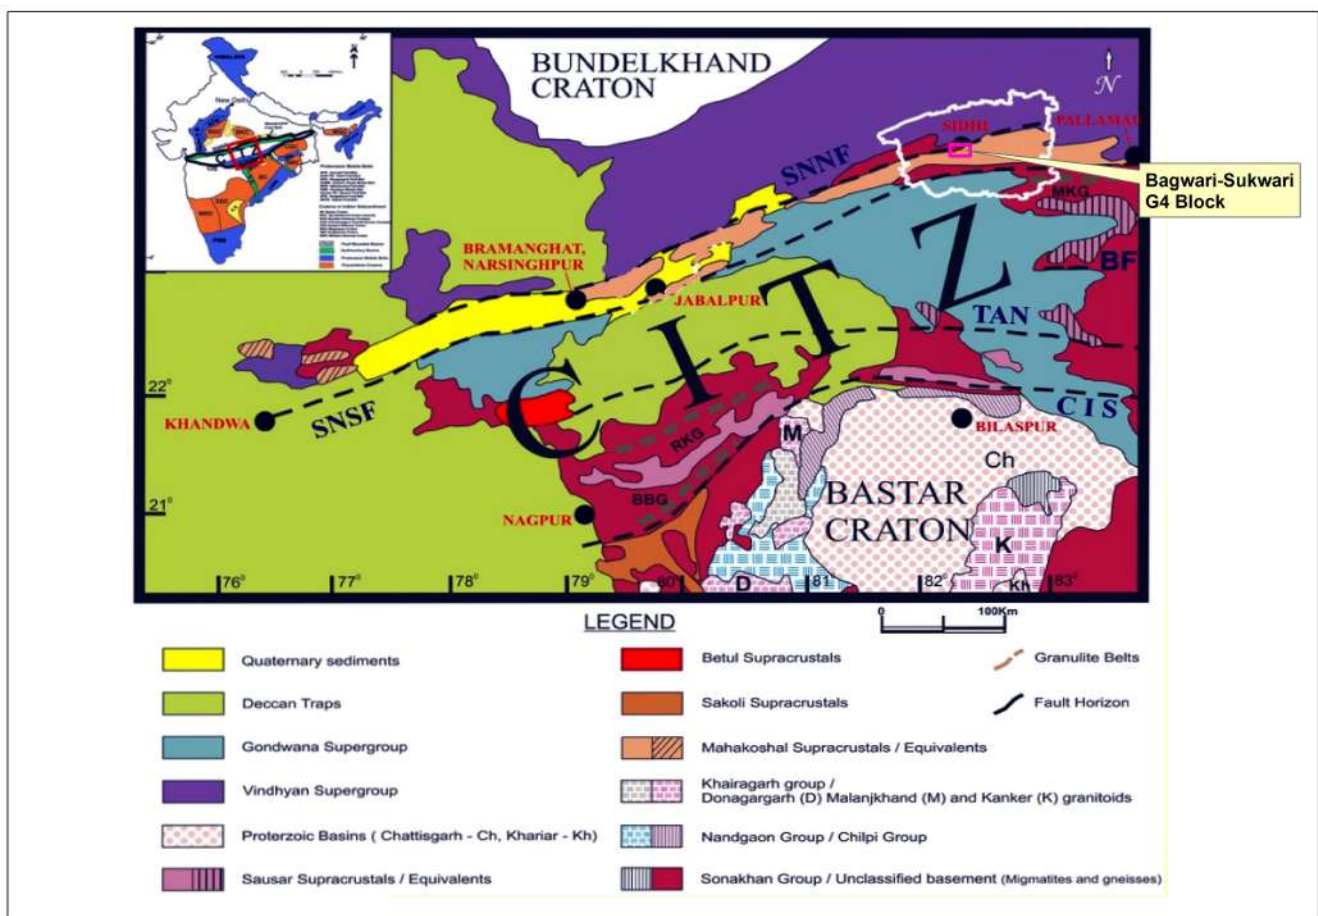 BUNDELKHAND
CRATON
N
HIMALAYA
New Delhi
SIDHI
PALLAMAU
Bagwari-Sukwari
G4 Block
SNNF
MKG
BRAMANGHAT,
NARSINGHPUR
JABALPUR
BF
C I T Z
TAN
22°
KHANDWA
SNSF
CIS
RKG
M
BILASPUR
Ch
BBG
BASTAR
CRATON
21°
NAGPUR
K
D
Kh
76° 77° 78° 79° 80° 81° 82° 83°
LEGEND
0 100Km
Quaternary sediments
Betul Supracrustals
Granulite Belts
Deccan Traps
Sakoli Supracrustals
Fault Horizon
Gondwana Supergroup
Mahakoshal Supracrustals / Equivalents
Vindhyan Supergroup
Khairagarh group /
Donagargarh (D) Malanjkhand (M) and Kanker (K) granitoids
Proterzoic Basins ( Chattisgarh - Ch, Khariar - Kh)
Nandgaon Group / Chilpi Group
Sausar Supracrustals / Equivalents
Sonakhan Group / Unclassified basement (Migmatites and gneisses)